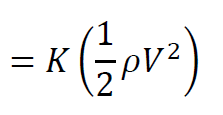 = K (1/2 ρV²)